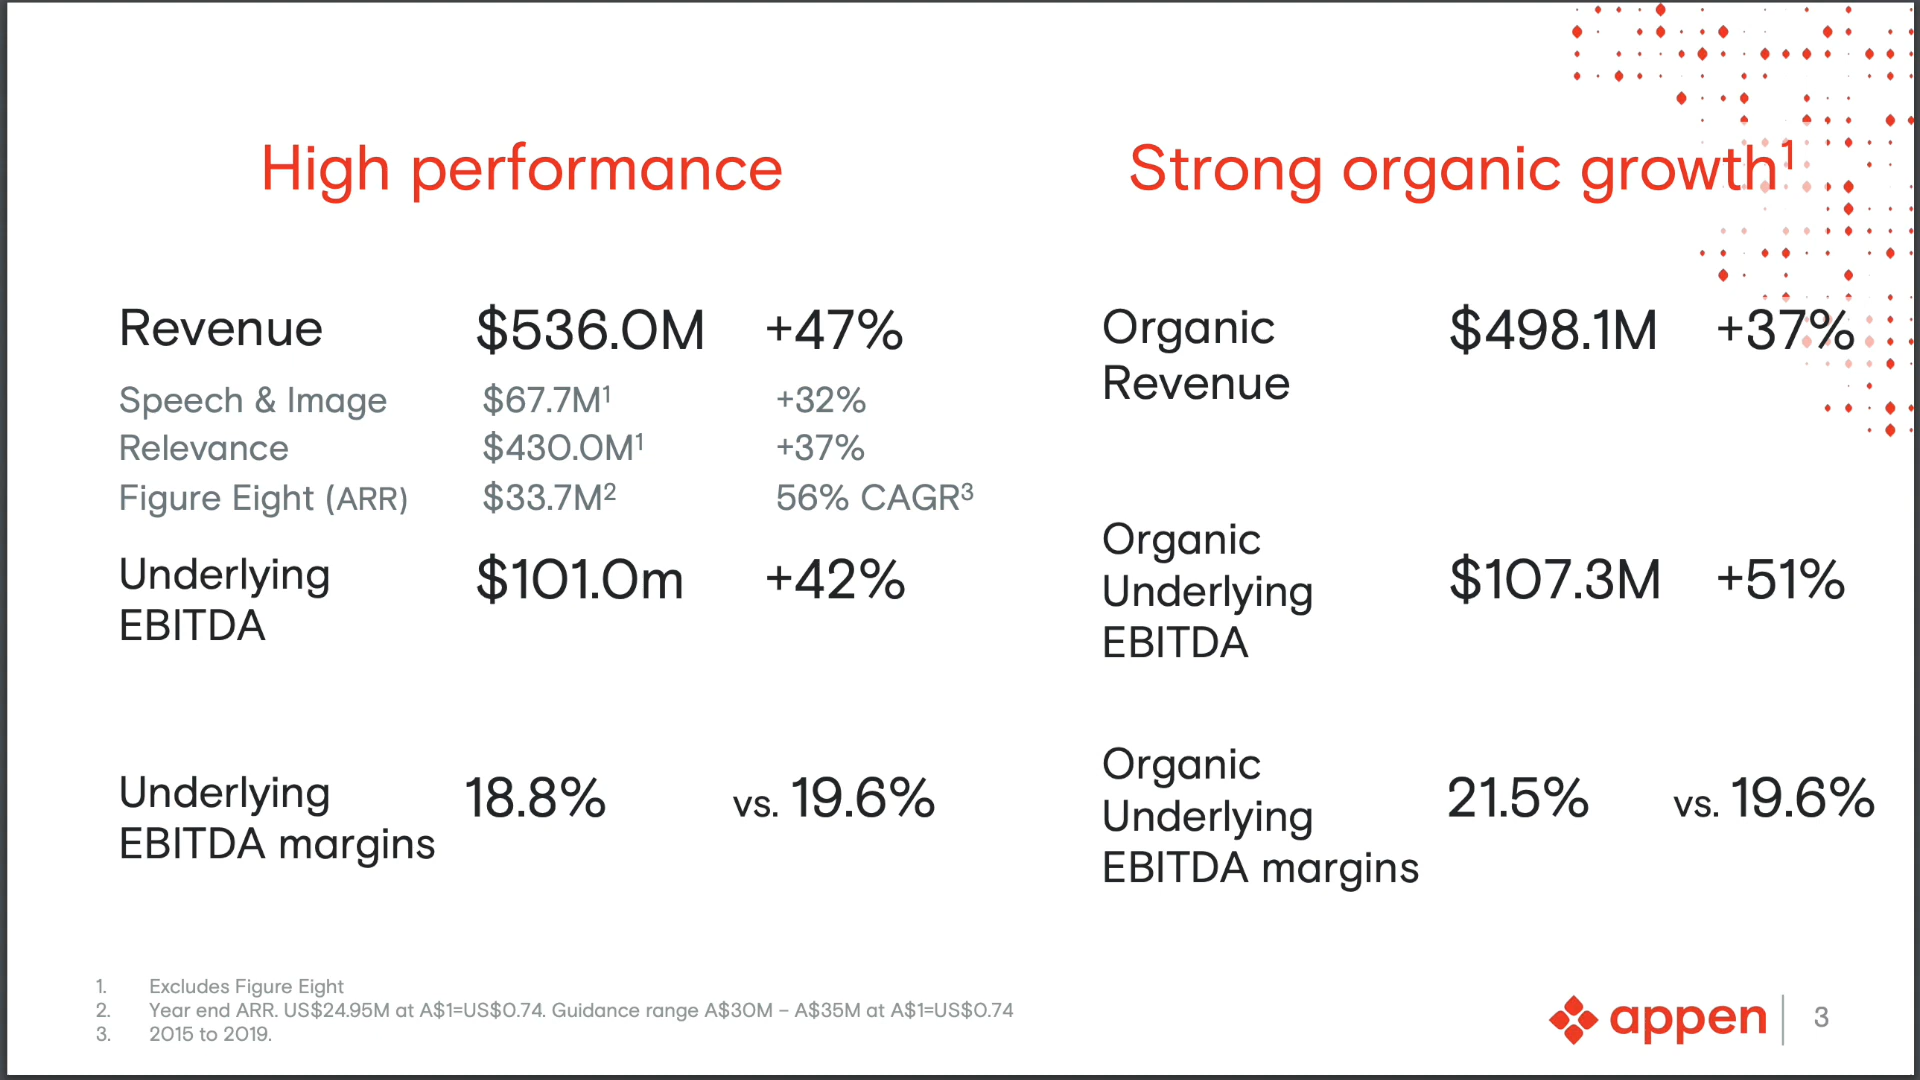 High performance
Revenue $536.0M +47%
Speech & Image $67.7M¹ +32%
Relevance $430.0M¹ +37%
Figure Eight (ARR) $33.7M² 56% CAGR³
Underlying
EBITDA
$101.0m +42%
Underlying
EBITDA margins
18.8% vs. 19.6%
Strong organic growth¹
Organic
Revenue
$498.1M +37%
Organic
Underlying
EBITDA
$107.3M +51%
Organic
Underlying
EBITDA margins
21.5% vs. 19.6%
1. Excludes Figure Eight
2. Year end ARR. US$24.95M at A$1=US$0.74. Guidance range A$30M – A$35M at A$1=US$0.74
3. 2015 to 2019.
appen 3